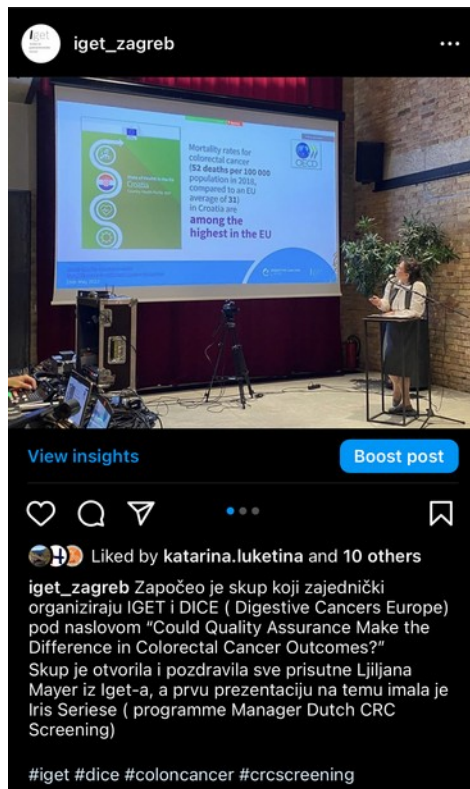 Iget
iget_zagreb
Mortality rates for
colorectal cancer
(52 deaths per 100 000
population in 2018,
compared to an EU
average of 31)
in Croatia are
among the
highest in the EU
Croatia
OECD
View insights
Boost post
Liked by katarina.luketina and 10 others
iget_zagreb Započeo je skup koji zajednički
organiziraju IGET i DICE ( Digestive Cancers Europe)
pod naslovom “Could Quality Assurance Make the
Difference in Colorectal Cancer Outcomes?”
Skup je otvorila i pozdravila sve prisutne Ljiljana
Mayer iz Iget-a, a prvu prezentaciju na temu imala je
Iris Seriese ( programme Manager Dutch CRC
Screening)
#iget #dice #coloncancer #crcscreening